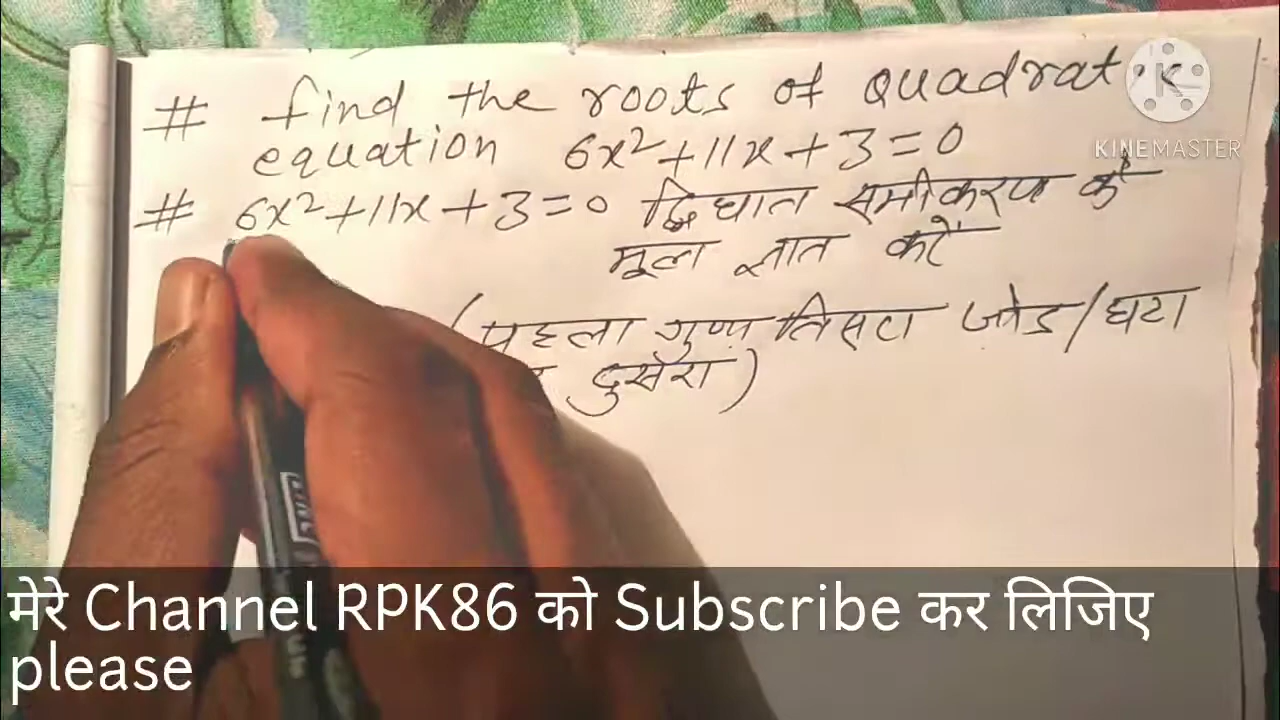 # find the roots of quadrat
equation 6x²+11x+3=0
# 6x²+11x+3=0 द्विघात समीकरण के
मूल ज्ञात करें
(पहला गुणा तिसरा जोड/घटा
दुसरा)
KINEMASTER
मेरे Channel RPK86 को Subscribe कर लिजिए
please